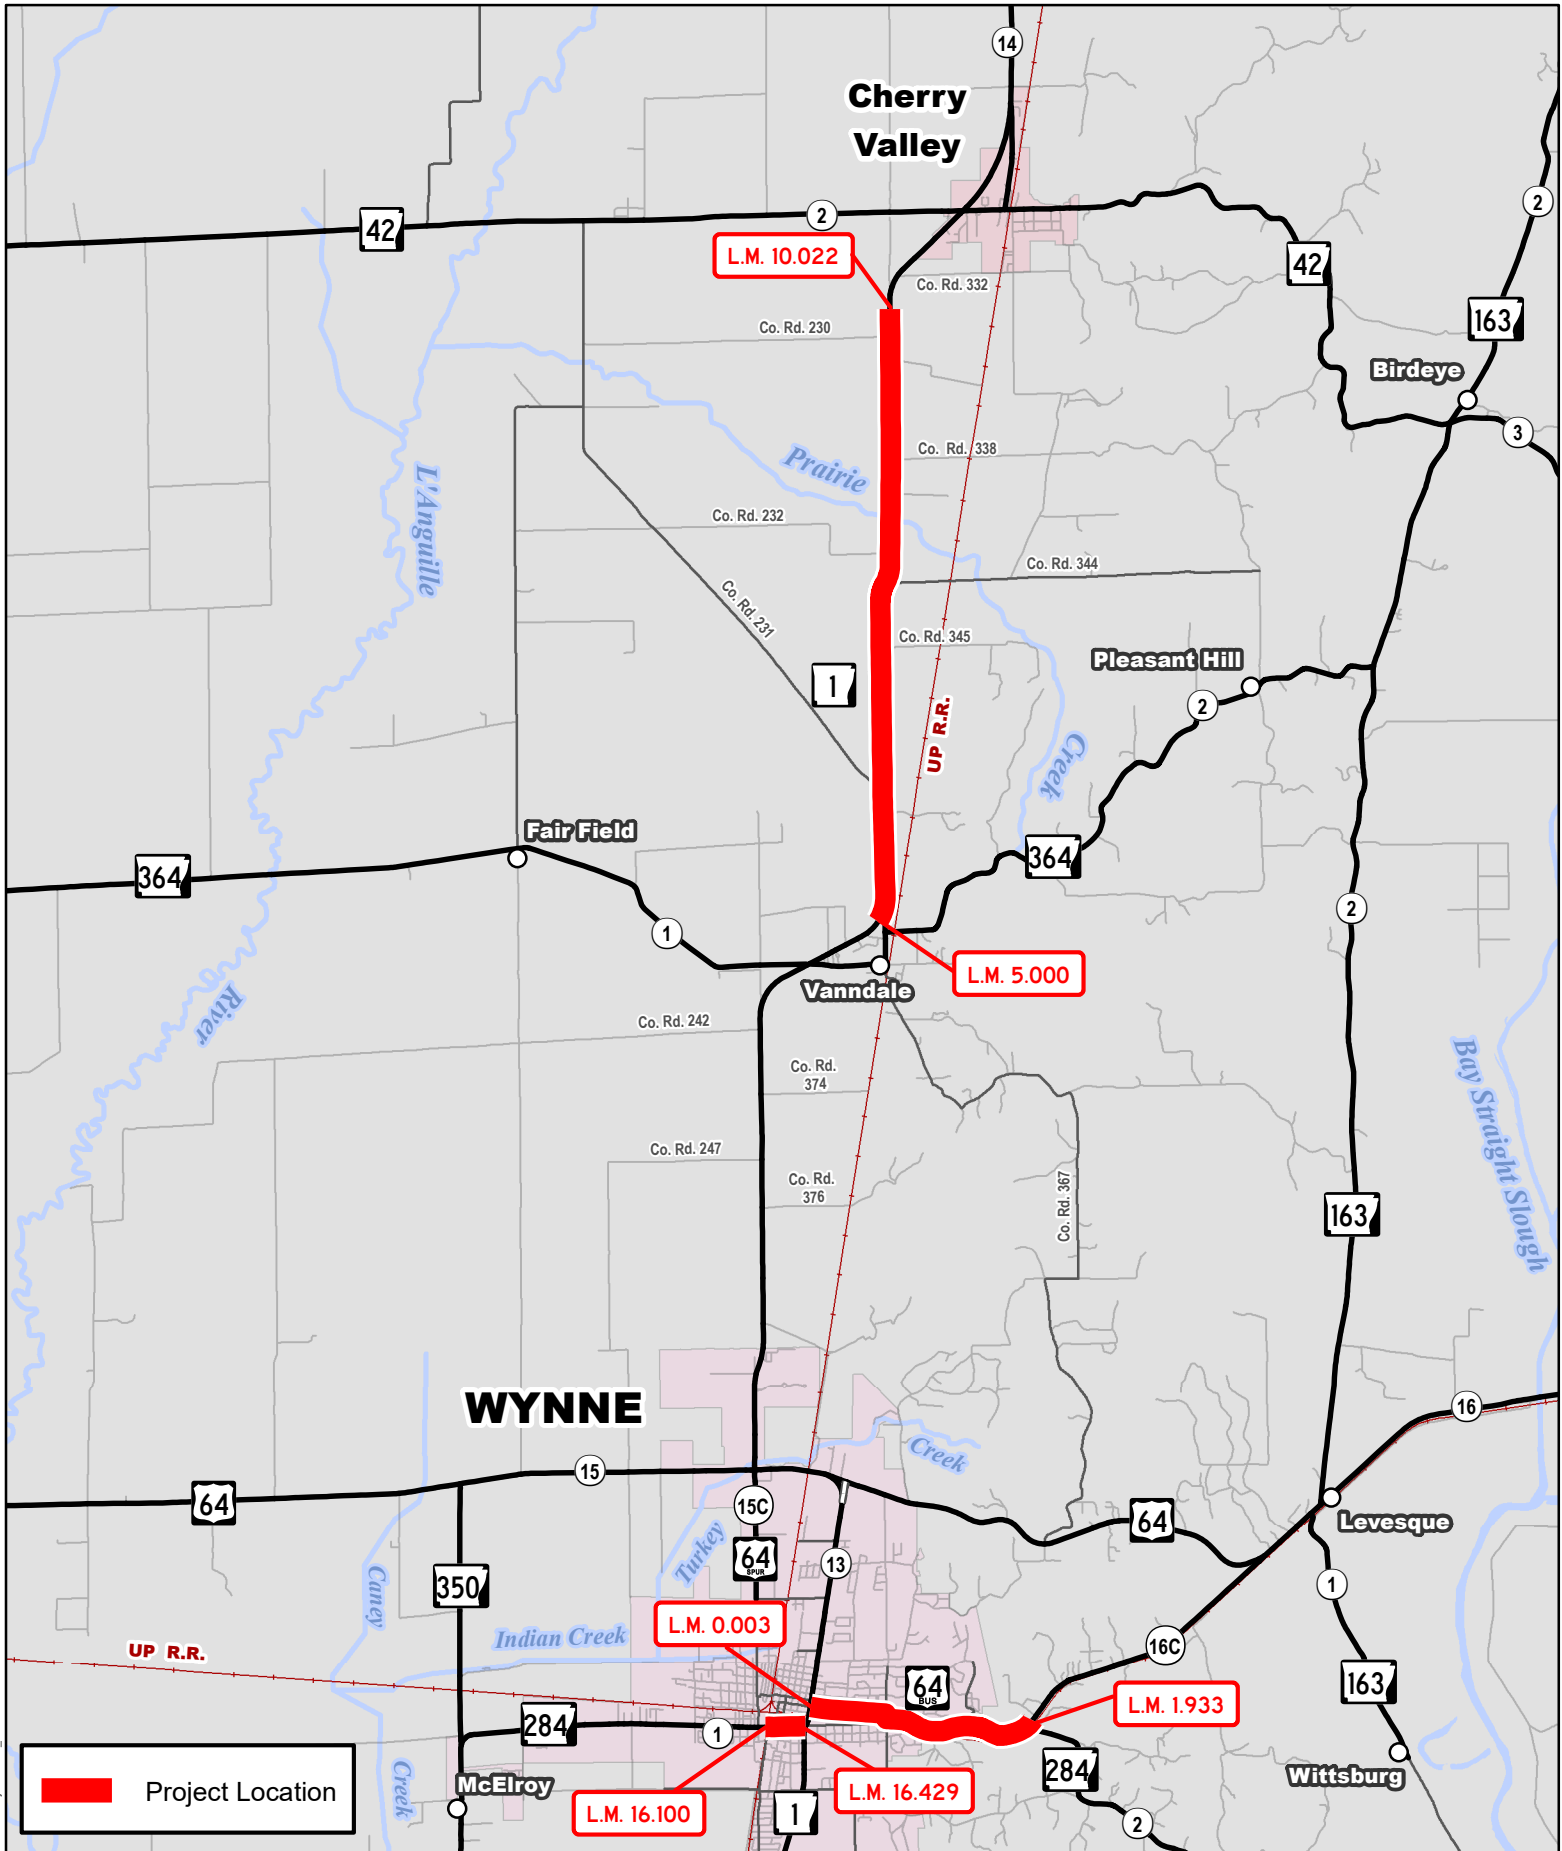 14
Cherry
Valley
2
42
2
L.M. 10.022
42
Co. Rd. 332
163
Co. Rd. 230
Birdeye
3
Co. Rd. 338
Prairie
L'Anguille
Co. Rd. 232
Co. Rd. 344
Co. Rd. 231
Co. Rd. 345
Pleasant Hill
1
2
UP R.R.
Creek
Fair Field
364
364
2
1
L.M. 5.000
Vanndale
River
Co. Rd. 242
Co. Rd.
374
Bay Straight Slough
Co. Rd. 247
Co. Rd.
376
Co. Rd. 367
163
WYNNE
16
Creek
15
64
15C
64
Levesque
Turkey
64
SPUR
13
350
Caney
1
L.M. 0.003
Indian Creek
16C
UP R.R.
64
BUS
163
L.M. 1.933
284
1
284
Wittsburg
Project Location
McElroy
Creek
L.M. 16.100
L.M. 16.429
1
2